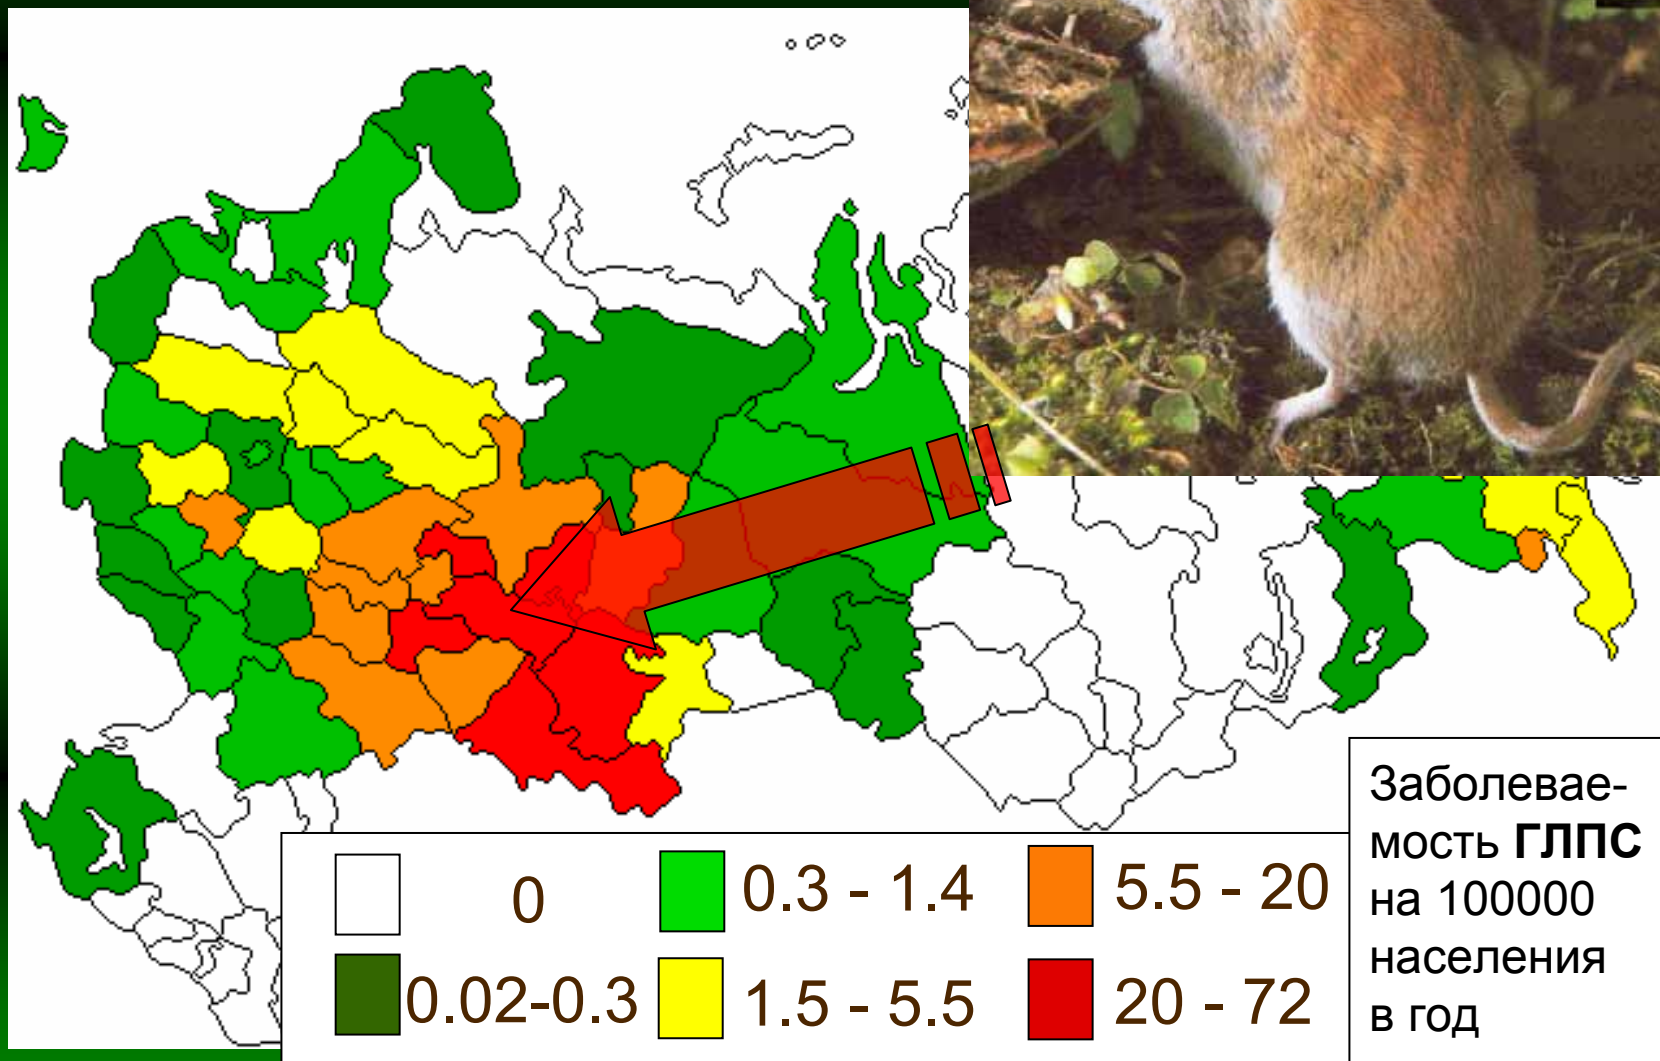 0
0.3 - 1.4
5.5 - 20
0.02-0.3
1.5 - 5.5
20 - 72
Заболевае-
мость ГЛПС
на 100000
населения
в год